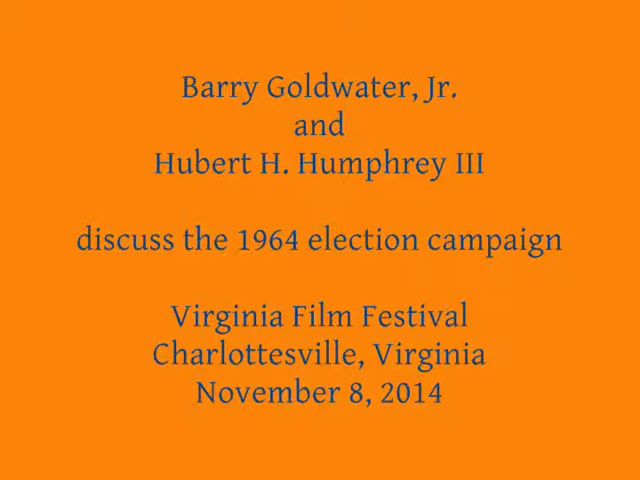 Barry Goldwater, Jr.
and
Hubert H. Humphrey III
discuss the 1964 election campaign
Virginia Film Festival
Charlottesville, Virginia
November 8, 2014